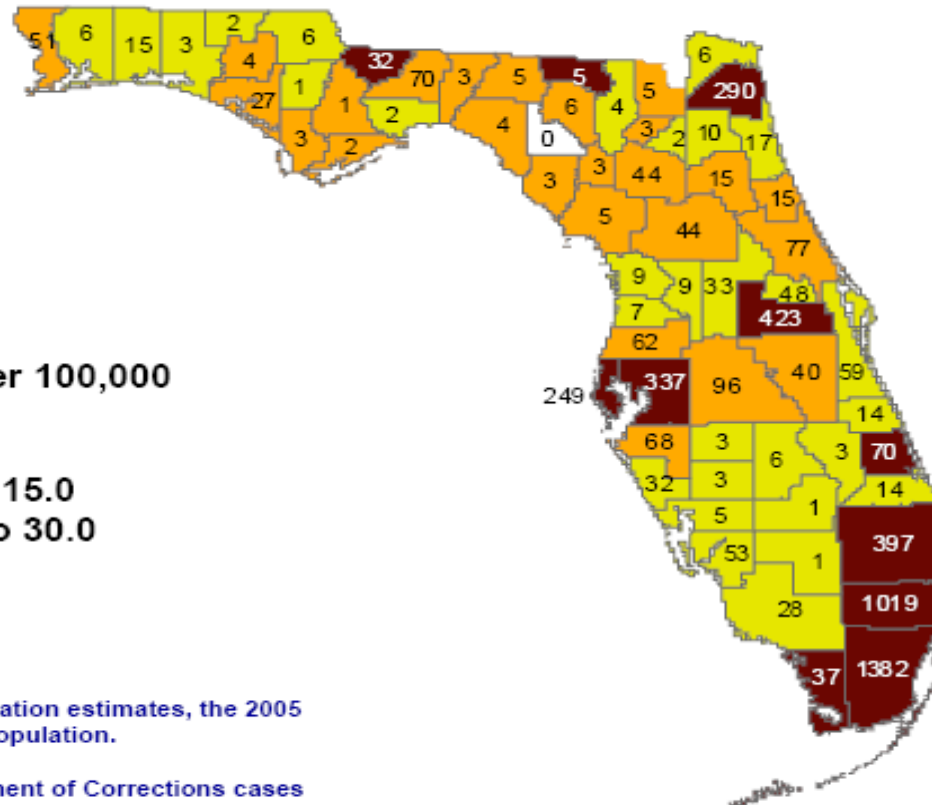 51 6 15 3 2 6
4 32 70 3 5 5 6 290
27 1 1 2 4 6 4 5
3 2 0 3 2 10 17
3 3 44 15 15
5 44 77
9 9 33 48
7 423
62
er 100,000
249 337 96 40 59
14
68 3 6 3 70
15.0
32 3 1 14
o 30.0
5 397
53 1
28 1019
37 1382
ation estimates, the 2005
opulation.
nent of Corrections cases